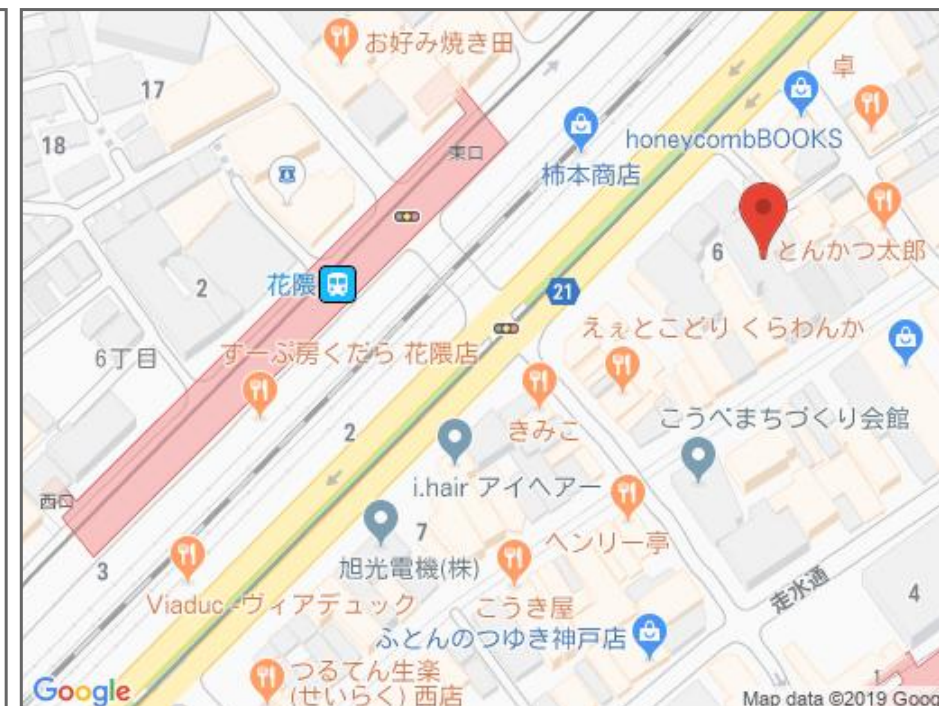 お好み焼き田
17
卓
18
東口
honeycombBOOKS
柿本商店
6
とんかつ太郎
2
花隈
21
えぇとこどり くらわんか
6丁目
すーぷ房くだら 花隈店
きみこ
こうべまちづくり会館
2
i.hair アイヘアー
西口
7
ヘンリー亭
旭光電機(株)
3
走水通
4
Viaduc -ヴィアデュック
こうき屋
ふとんのつゆき神戸店
つるてん生楽
(せいらく) 西店
1
Google
Map data ©2019 Goog